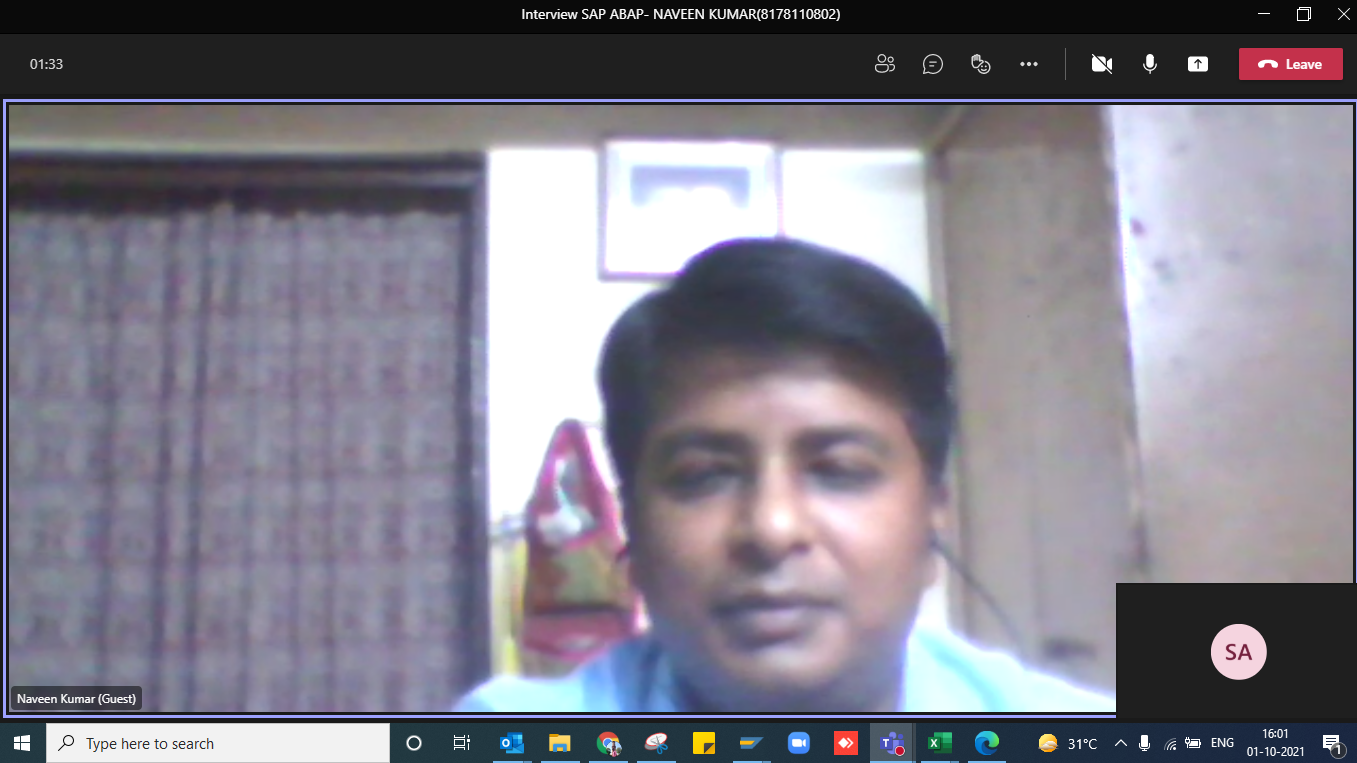 Interview SAP ABAP- NAVEEN KUMAR(8178110802)
01:33
Leave
SA
Naveen Kumar (Guest)
Type here to search
31°C
ENG
16:01
01-10-2021
1